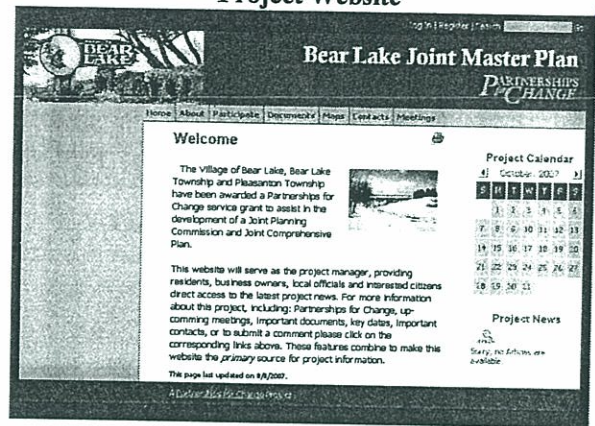 Project Website
Log In | Register | Search Go
BEAR LAKE
Bear Lake Joint Master Plan
PARTNERSHIPS
for CHANGE
Home About Participate Documents Maps Contacts Meetings
Welcome
The Village of Bear Lake, Bear Lake
Township and Pleasanton Township
have been awarded a Partnerships for
Change service grant to assist in the
development of a Joint Planning
Commission and Joint Comprehensive
Plan.
This website will serve as the project manager, providing
residents, business owners, local officials and interested citizens
direct access to the latest project news. For more information
about this project, including: Partnerships for Change, up-
comming meetings, important documents, key dates, important
contacts, or to submit a comment please click on the
corresponding links above. These features combine to make this
website the primary source for project information.
This page last updated on 8/8/2007.
A Partnerships for Change Project
Project Calendar
October, 2007
S M T W T F S
1 2 3 4 5 6
7 8 9 10 11 12 13
14 15 16 17 18 19 20
21 22 23 24 25 26 27
28 29 30 31
Project News
Sorry, no Articles are
available.